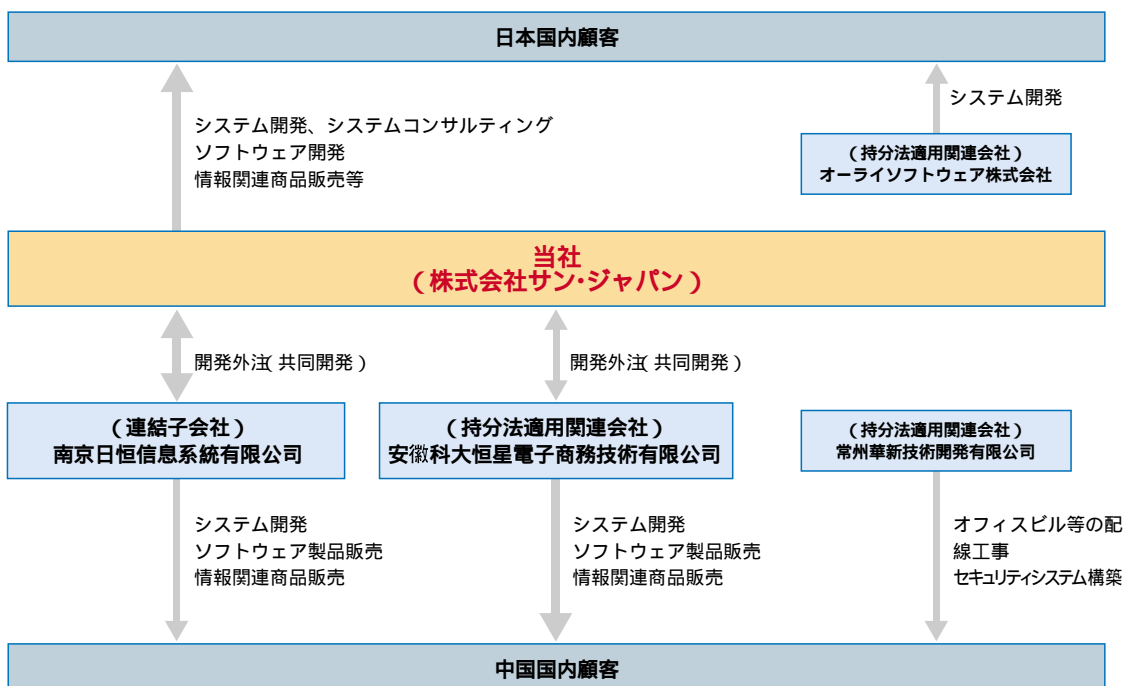 日本国内顧客
システム開発、システムコンサルティング
ソフトウェア開発
情報関連商品販売等
システム開発
(持分法適用関連会社)
オーライソフトウェア株式会社
当社
(株式会社サン・ジャパン)
開発外注(共同開発)
開発外注(共同開発)
(連結子会社)
南京日恒信息系統有限公司
(持分法適用関連会社)
安徽科大恒星電子商務技術有限公司
(持分法適用関連会社)
常州華新技術開発有限公司
システム開発
ソフトウェア製品販売
情報関連商品販売
システム開発
ソフトウェア製品販売
情報関連商品販売
オフィスビル等の配
線工事
セキュリティシステム構築
中国国内顧客